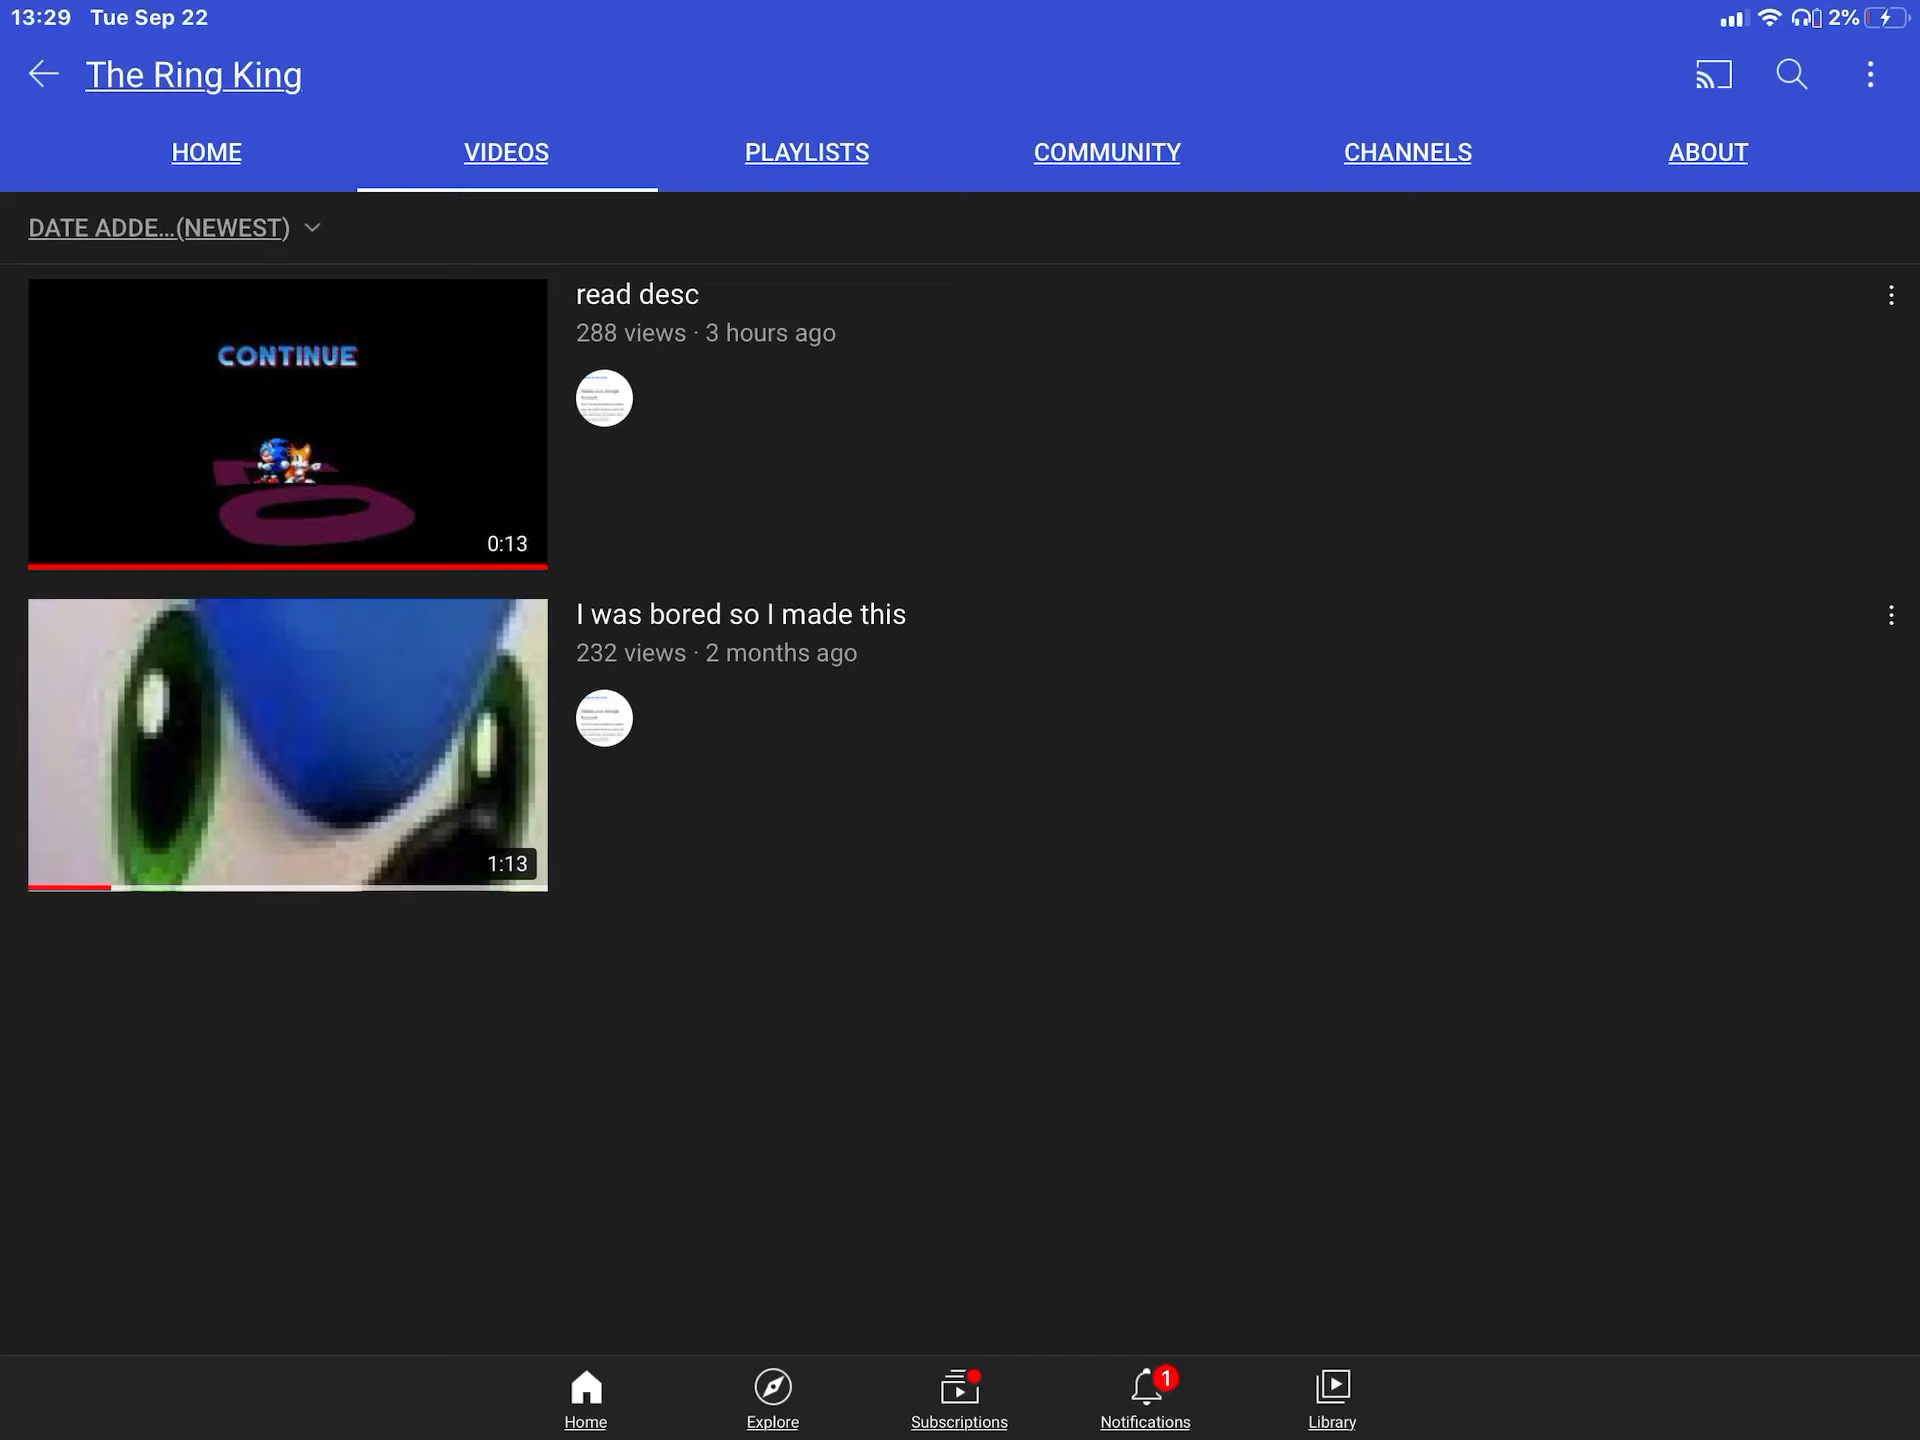 13:29 Tue Sep 22
2%
The Ring King
HOME VIDEOS PLAYLISTS COMMUNITY CHANNELS ABOUT
DATE ADDE...(NEWEST)
CONTINUE
0:13
read desc
288 views · 3 hours ago
1:13
I was bored so I made this
232 views · 2 months ago
1
Home Explore Subscriptions Notifications Library